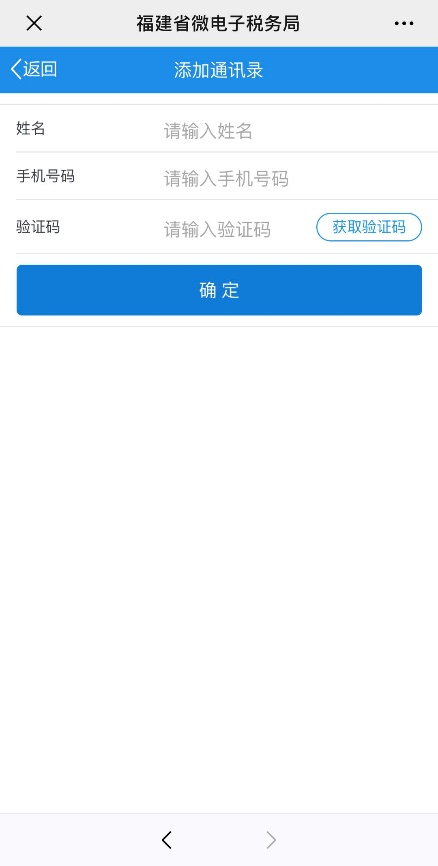 福建省微电子税务局
返回
添加通讯录
姓名 请输入姓名
手机号码 请输入手机号码
验证码 请输入验证码 获取验证码
确定